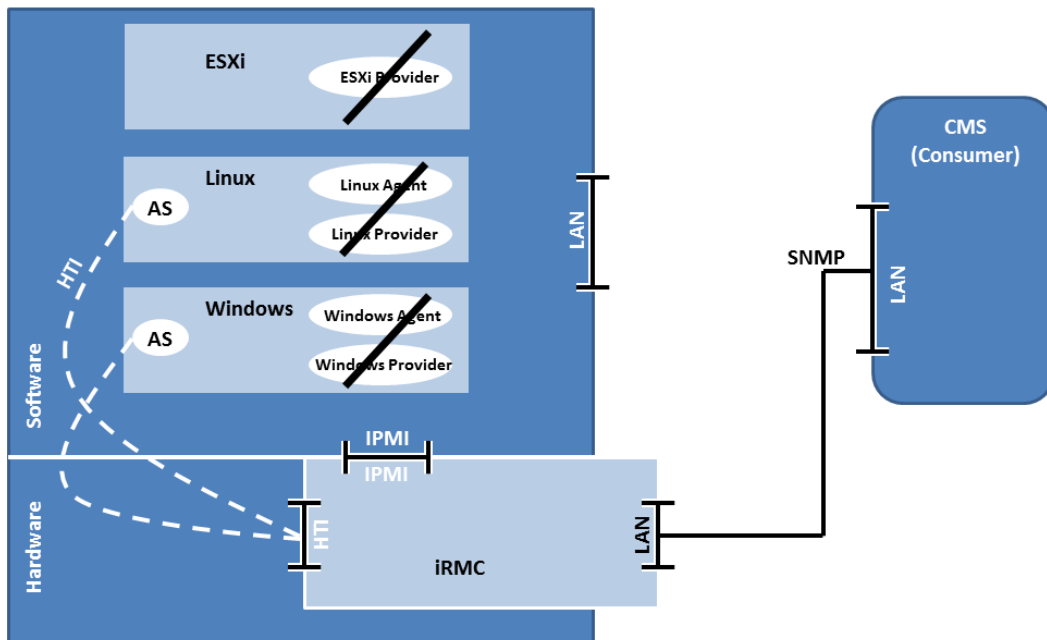 ESXi
ESXi Provider
Linux
AS
Linux Agent
Linux Provider
LAN
HTI
Windows
AS
Windows Agent
Windows Provider
Software
IPMI
IPMI
Hardware
HTI
iRMC
LAN
SNMP
CMS
(Consumer)
LAN